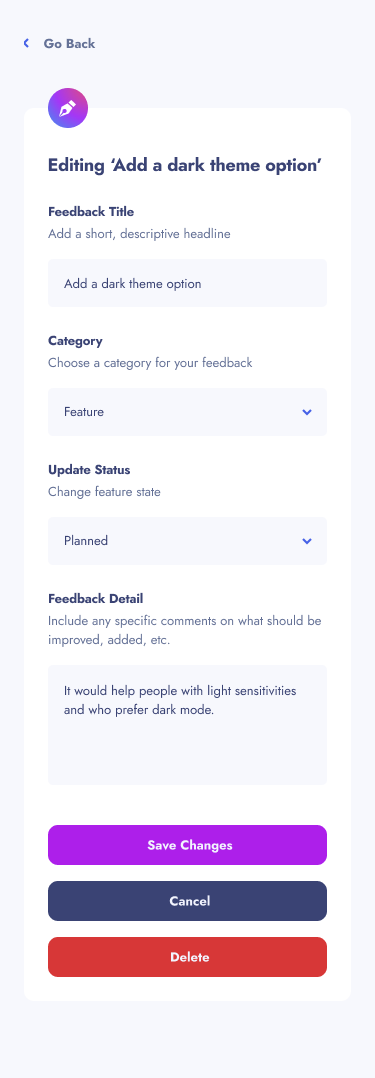 Go Back
Editing ‘Add a dark theme option’
Feedback Title
Add a short, descriptive headline
Add a dark theme option
Category
Choose a category for your feedback
Feature
Update Status
Change feature state
Planned
Feedback Detail
Include any specific comments on what should be
improved, added, etc.
It would help people with light sensitivities
and who prefer dark mode.
Save Changes
Cancel
Delete